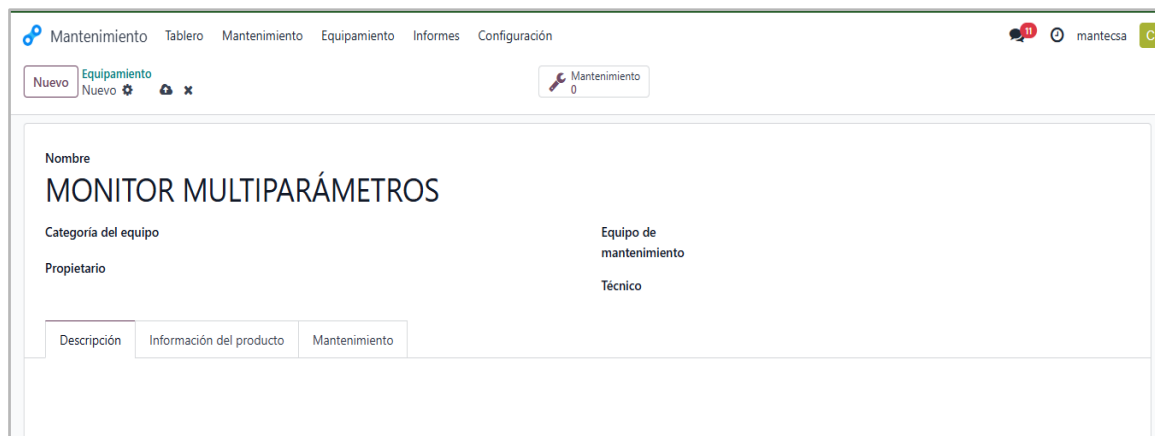 Mantenimiento Tablero Mantenimiento Equipamiento Informes Configuración 11 mantecsa C
Nuevo Equipamiento Mantenimiento
Nuevo 0
Nombre
MONITOR MULTIPARÁMETROS
Categoría del equipo
Propietario
Equipo de
mantenimiento
Técnico
Descripción Información del producto Mantenimiento